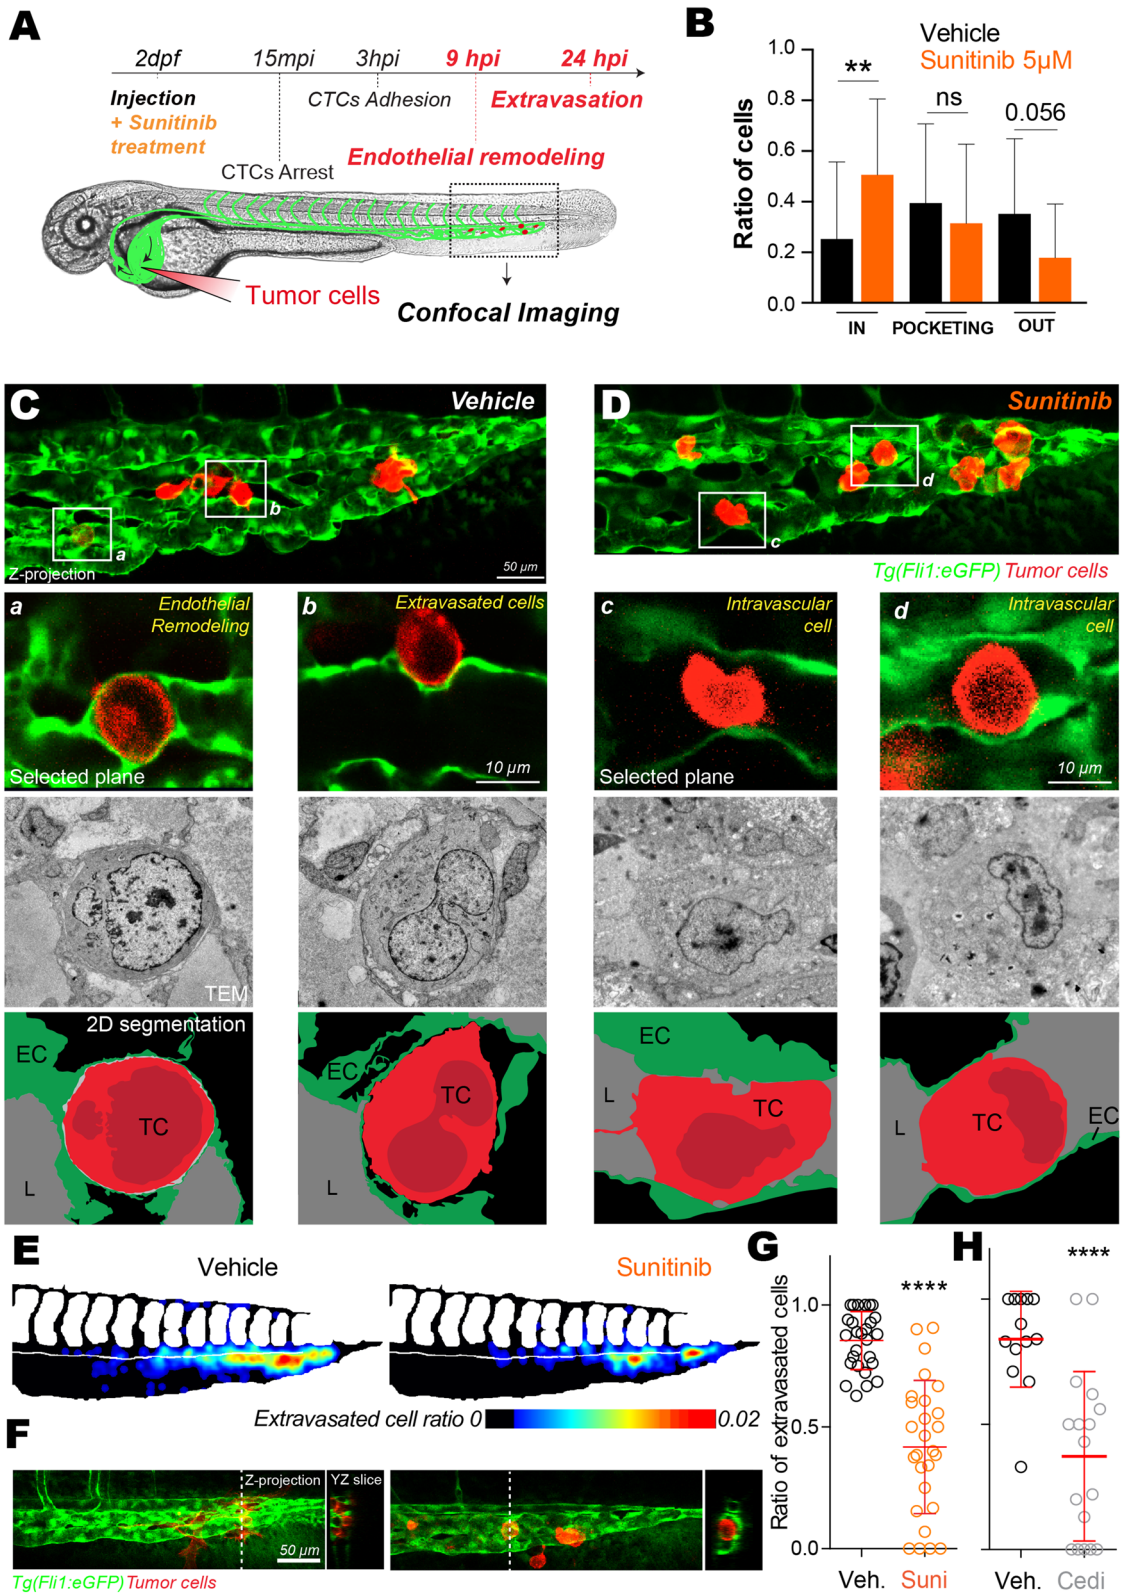 A
2dpf 15mpi 3hpi 9 hpi 24 hpi
Injection
+ Sunitinib
treatment
CTCs Adhesion
Extravasation
CTCs Arrest
Endothelial remodeling
Tumor cells
Confocal Imaging
B
Vehicle
Sunitinib 5µM
Ratio of cells
1.0
0.8
0.6
0.4
0.2
0.0
**
ns
0.056
IN POCKETING OUT
C
Vehicle
a
b
Z-projection
50 µm
D
Sunitinib
c
d
Tg(Fli1:eGFP) Tumor cells
a
Endothelial
Remodeling
Selected plane
b
Extravasated cells
10 µm
c
Intravascular
cell
Selected plane
d
Intravascular
cell
10 µm
TEM
2D segmentation
EC
TC
L
EC
TC
L
EC
L
TC
L
TC
EC
E
Vehicle
Sunitinib
Extravasated cell ratio 0 0.02
F
Z-projection
YZ slice
50 µm
Tg(Fli1:eGFP) Tumor cells
G
Ratio of extravasated cells
1.0
0.5
0.0
****
Veh. Suni
H
****
Veh. Cedi